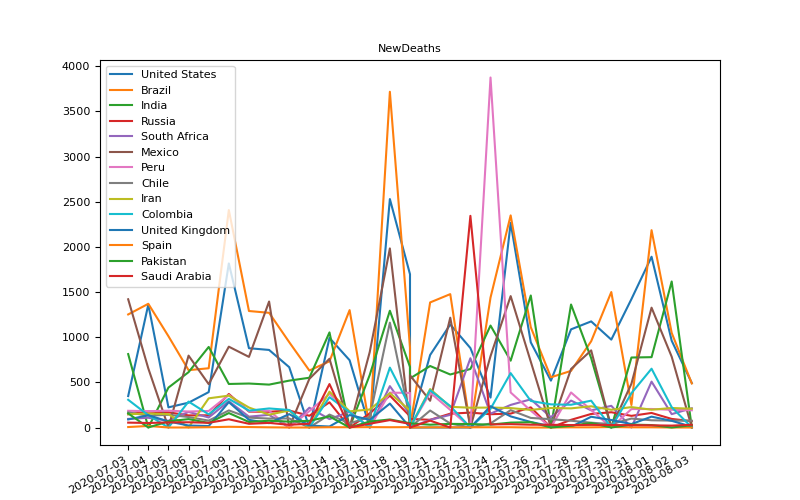 NewDeaths
4000
3500
3000
2500
2000
1500
1000
500
0
United States
Brazil
India
Russia
South Africa
Mexico
Peru
Chile
Iran
Colombia
United Kingdom
Spain
Pakistan
Saudi Arabia
2020-07-03
2020-07-04
2020-07-05
2020-07-06
2020-07-07
2020-07-09
2020-07-10
2020-07-11
2020-07-12
2020-07-13
2020-07-14
2020-07-15
2020-07-16
2020-07-18
2020-07-19
2020-07-21
2020-07-22
2020-07-23
2020-07-24
2020-07-25
2020-07-26
2020-07-27
2020-07-28
2020-07-29
2020-07-30
2020-07-31
2020-08-01
2020-08-02
2020-08-03